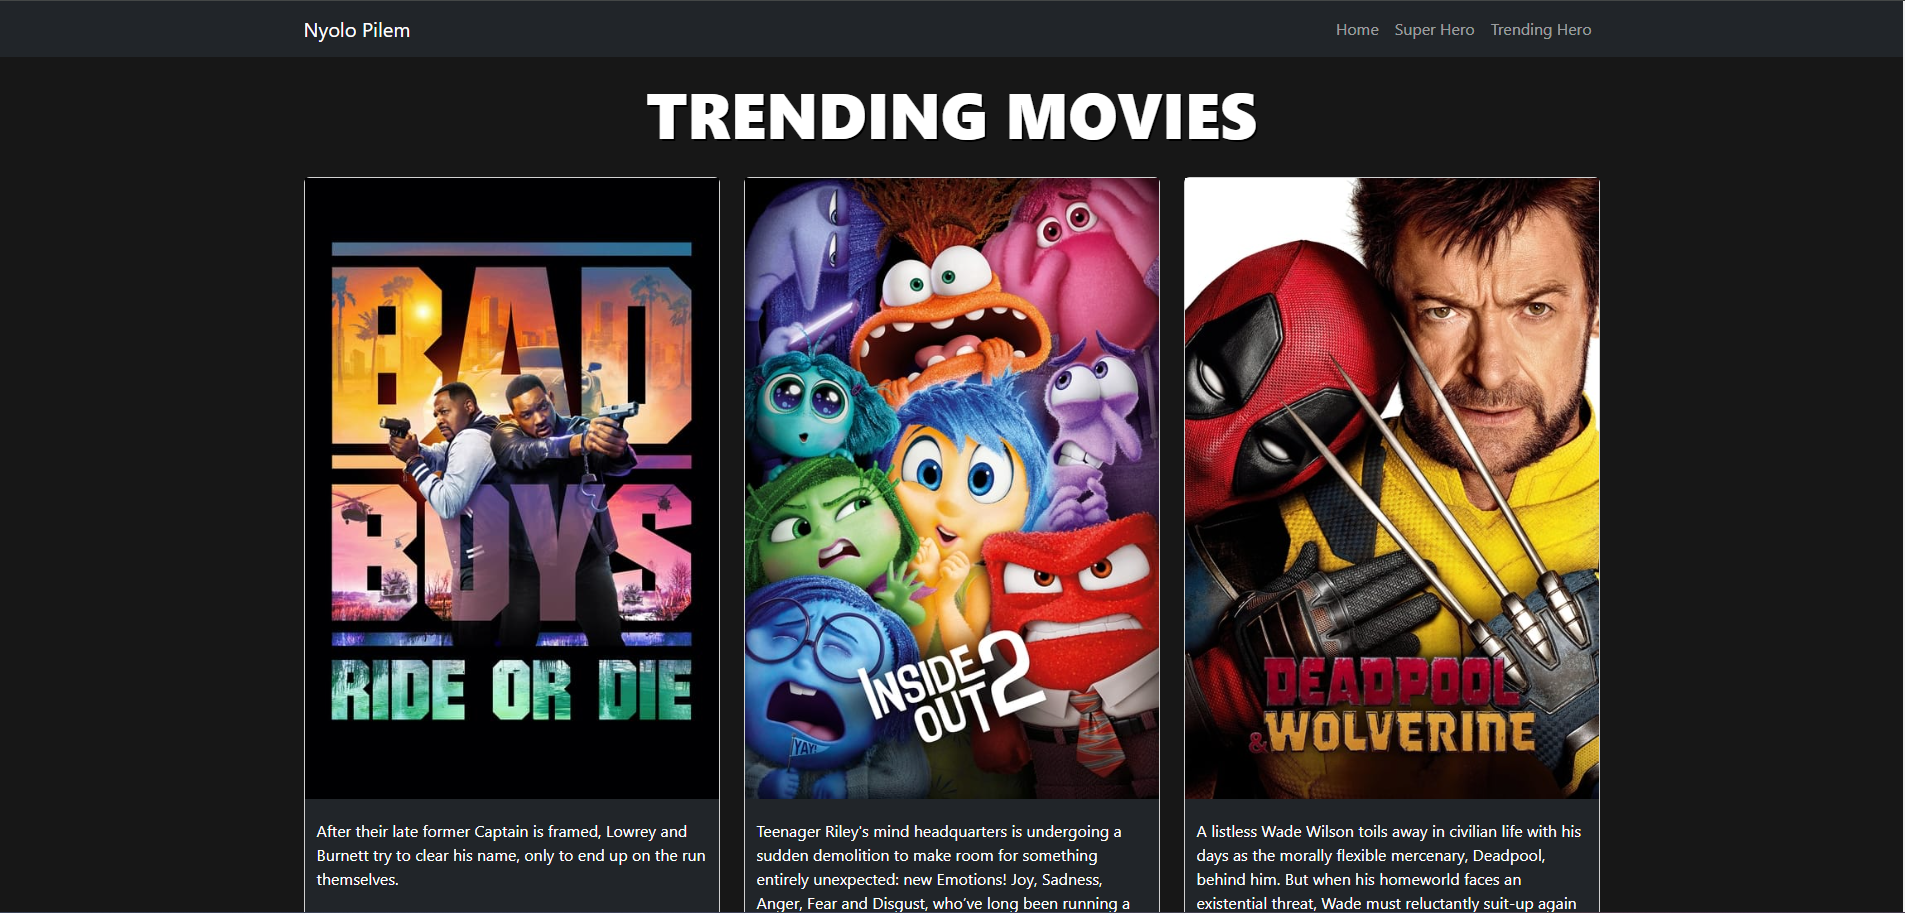 Nyolo Pilem
Home Super Hero Trending Hero
TRENDING MOVIES
BAD
BOYS
RIDE OR DIE
After their late former Captain is framed, Lowrey and
Burnett try to clear his name, only to end up on the run
themselves.
YAY!
INSIDE
OUT 2
Teenager Riley's mind headquarters is undergoing a
sudden demolition to make room for something
entirely unexpected: new Emotions! Joy, Sadness,
Anger, Fear and Disgust, who’ve long been running a
DEADPOOL
&WOLVERINE
A listless Wade Wilson toils away in civilian life with his
days as the morally flexible mercenary, Deadpool,
behind him. But when his homeworld faces an
existential threat, Wade must reluctantly suit-up again